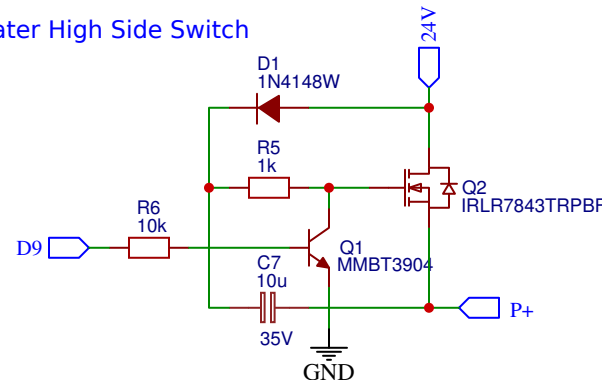 ater High Side Switch
24V
D1
1N4148W
R5
1k
Q2
IRLR7843TRPBF
R6
10k
D9
Q1
MMBT3904
C7
10u
35V
P+
GND